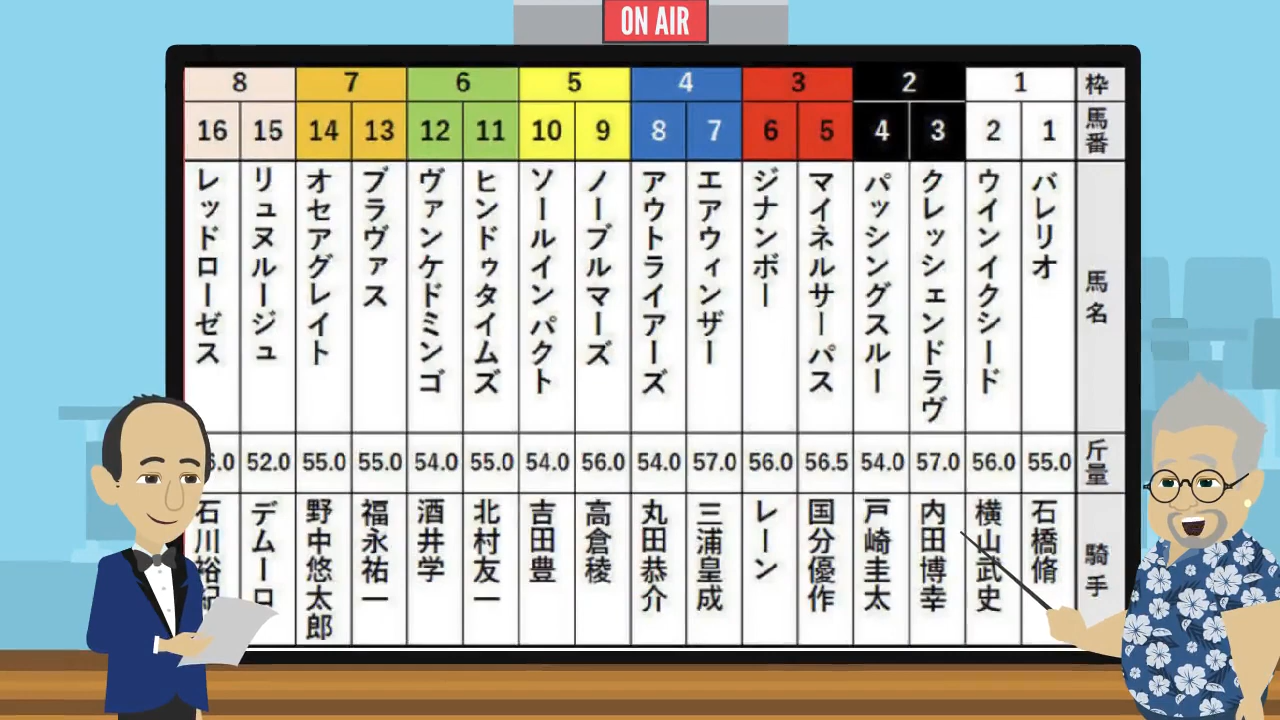 ON AIR
枠
1
2
3
4
5
6
7
8
馬番
1
2
3
4
5
6
7
8
9
10
11
12
13
14
15
16
馬名
バレリオ
ウインイクシード
クレッシェンドラヴ
パッシングスルー
マイネルサーパス
ジナンボー
エアウィンザー
アウトライアーズ
ノーブルマーズ
ソールインパクト
ヒンドゥタイムズ
ヴァンケドミンゴ
ブラヴァス
オセアグレイト
リュヌルージュ
レッドローゼス
斤量
55.0
56.0
57.0
54.0
56.5
56.0
57.0
54.0
56.0
54.0
55.0
54.0
55.0
55.0
52.0
騎手
石橋脩
横山武史
内田博幸
戸崎圭太
国分優作
レーン
三浦皇成
丸田恭介
高倉稜
吉田豊
北村友一
酒井学
福永祐一
野中悠太郎
デムーロ
石川裕紀